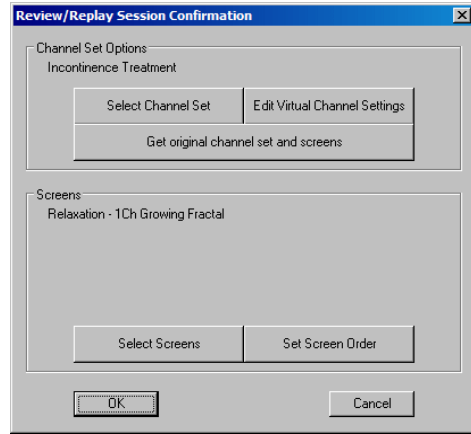 Review/Replay Session Confirmation
Channel Set Options
Incontinence Treatment
Select Channel Set
Edit Virtual Channel Settings
Get original channel set and screens
Screens
Relaxation - 1Ch Growing Fractal
Select Screens
Set Screen Order
OK
Cancel